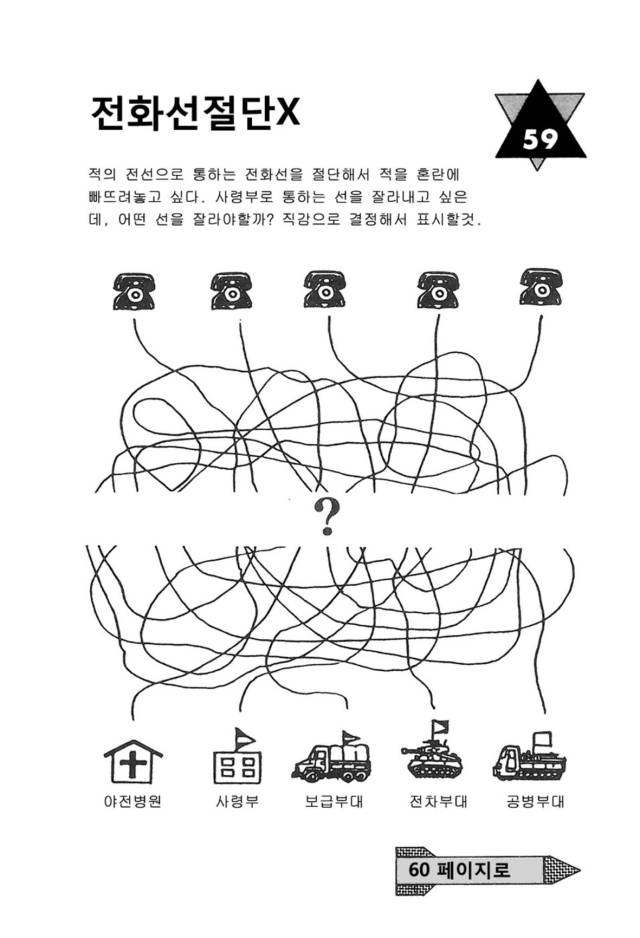 전화선절단X
59
적의 전선으로 통하는 전화선을 절단해서 적을 혼란에
빠뜨려놓고 싶다. 사령부로 통하는 선을 잘라내고 싶은
데, 어떤 선을 잘라야할까? 직감으로 결정해서 표시할것.
?
야전병원 사령부 보급부대 전차부대 공병부대
60 페이지로